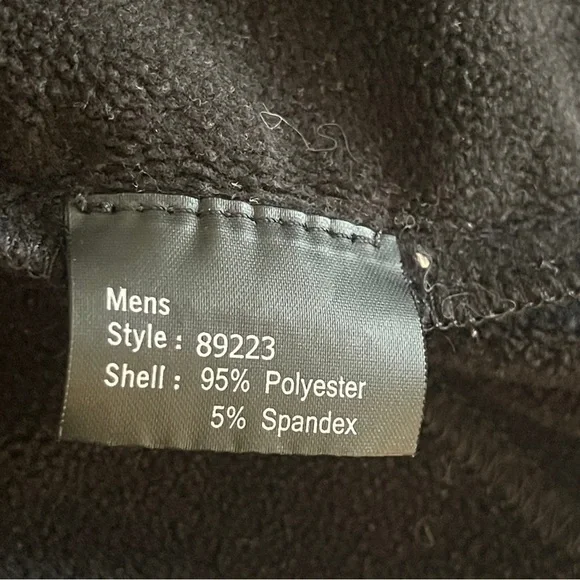 Mens
Style : 89223
Shell : 95% Polyester
5% Spandex